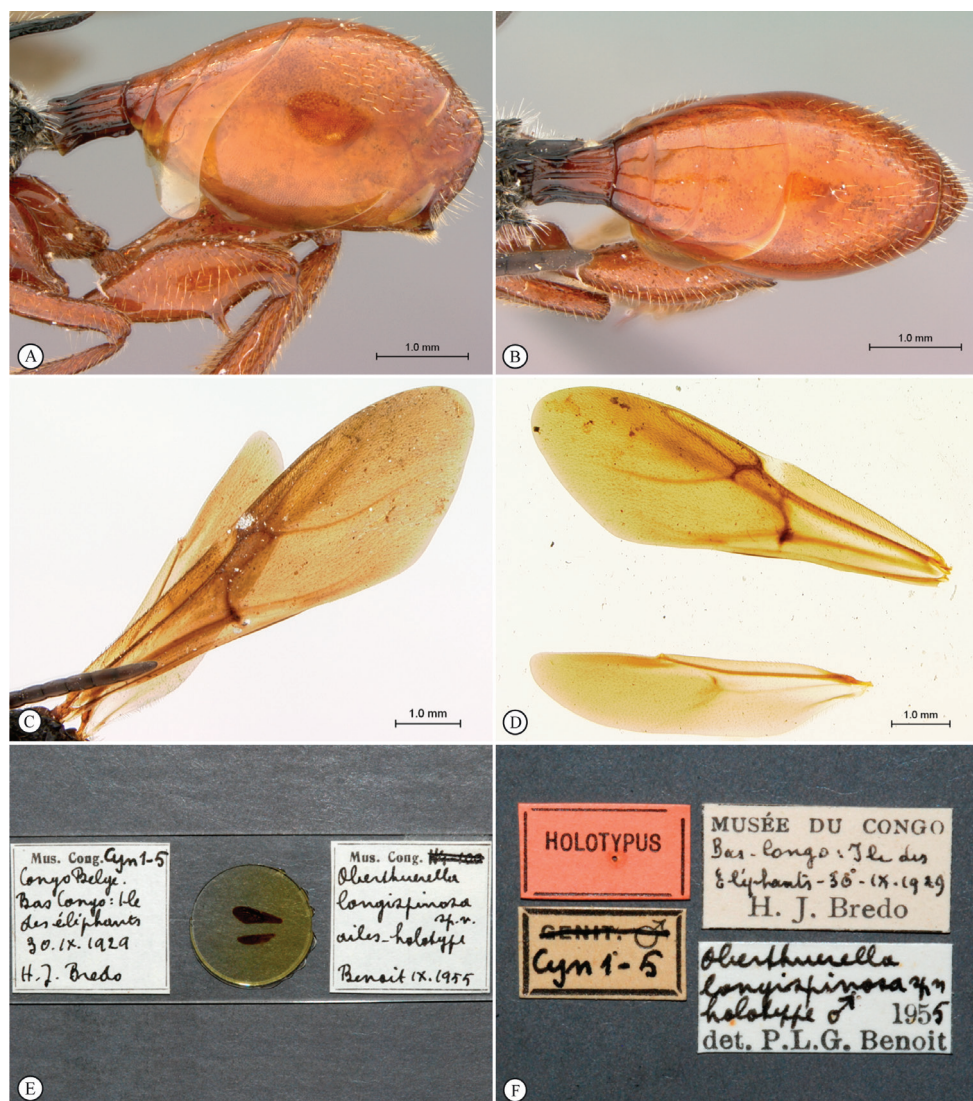 A
1.0 mm
B
1.0 mm
C
1.0 mm
D
1.0 mm
Mus. Cong. Cyn 1-5
Congo Belge.
Bas Congo: Ile
des éléphants
30.IX.1929
H.J. Bredo
Mus. Cong.
Oberthuerella
longispinosa
sp.n.
ailes-holotype
Benoit IX.1955
E
HOLOTYPUS
GENIT. ♂
Cyn 1-5
MUSÉE DU CONGO
Bas-Congo: Ile des
Eléphants-30-IX-1929
H. J. Bredo
Oberthuerella
longispinosa sp n
holotype ♂ 1955
det. P.L.G. Benoit
F